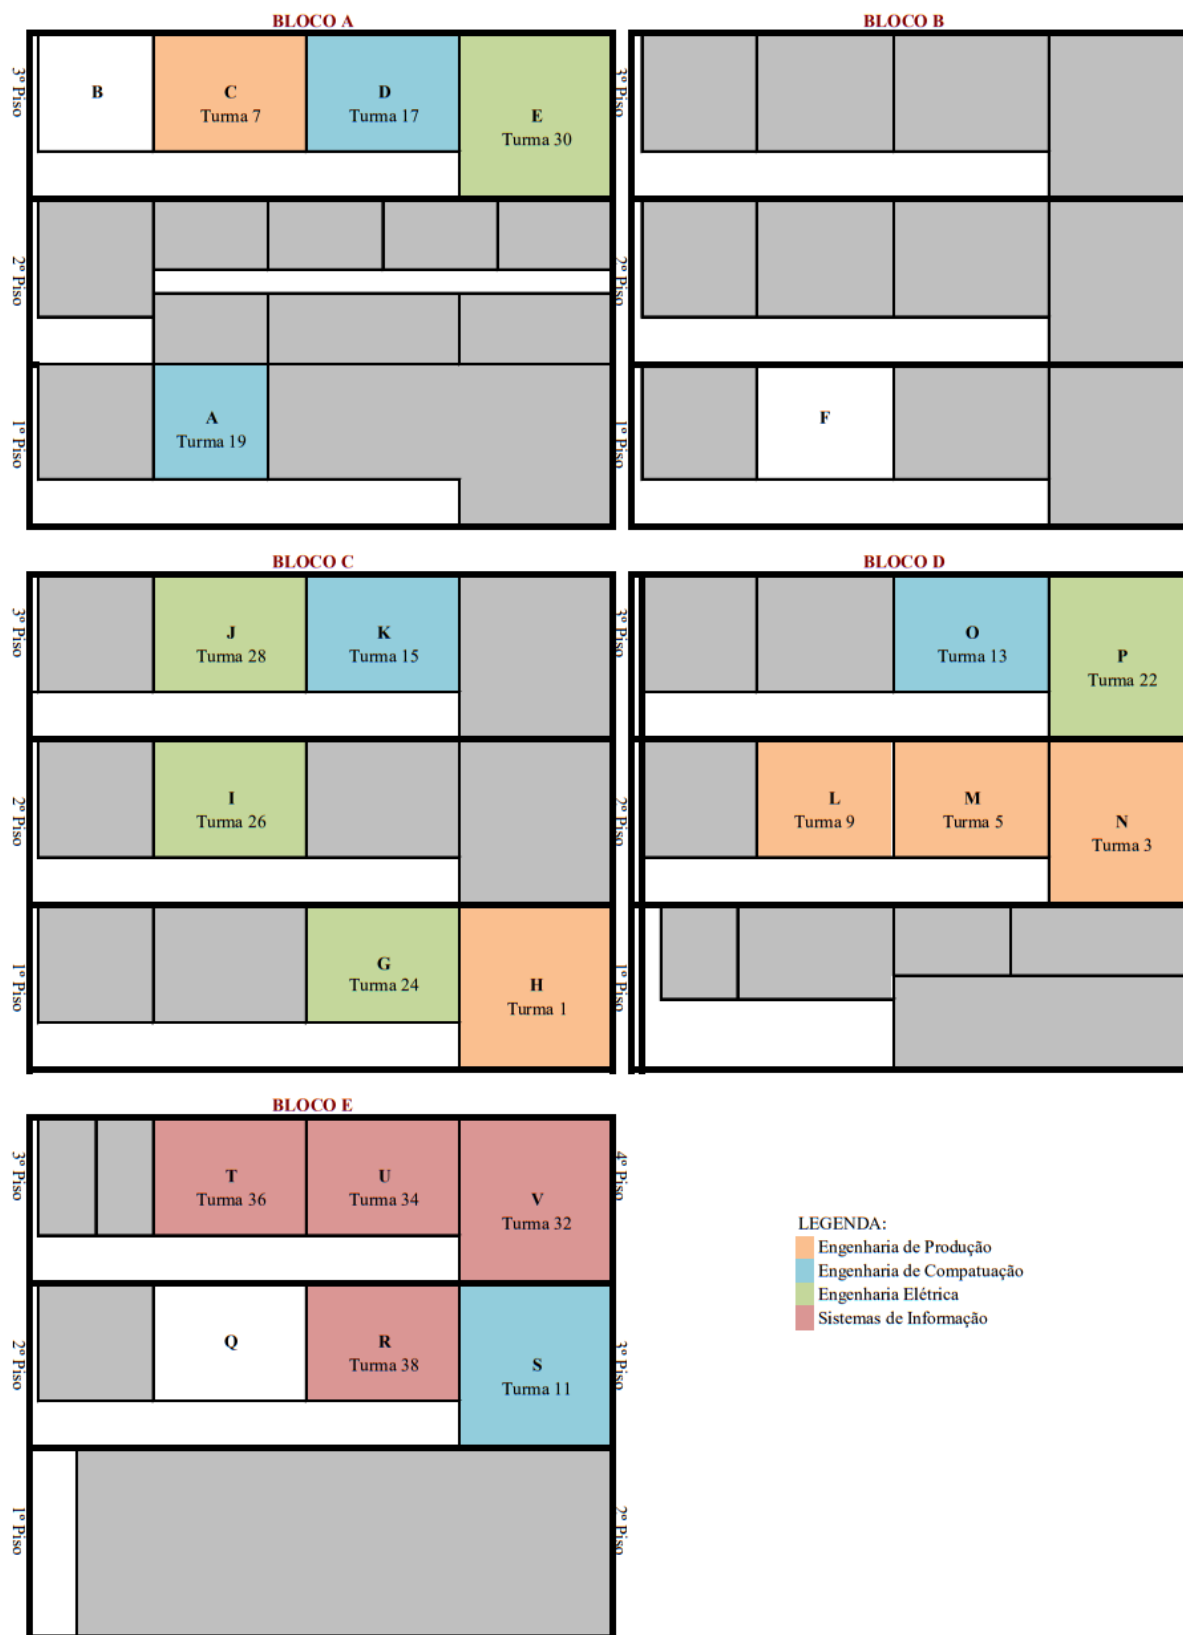 BLOCO A
3º Piso
B
C
Turma 7
D
Turma 17
E
Turma 30
2º Piso
1º Piso
A
Turma 19
BLOCO B
3º Piso
2º Piso
1º Piso
F
BLOCO C
3º Piso
J
Turma 28
K
Turma 15
2º Piso
I
Turma 26
1º Piso
G
Turma 24
H
Turma 1
BLOCO D
3º Piso
O
Turma 13
P
Turma 22
2º Piso
L
Turma 9
M
Turma 5
N
Turma 3
1º Piso
BLOCO E
3º Piso
T
Turma 36
U
Turma 34
V
Turma 32
4º Piso
2º Piso
Q
R
Turma 38
S
Turma 11
3º Piso
1º Piso
2º Piso
LEGENDA:
Engenharia de Produção
Engenharia de Compatuação
Engenharia Elétrica
Sistemas de Informação